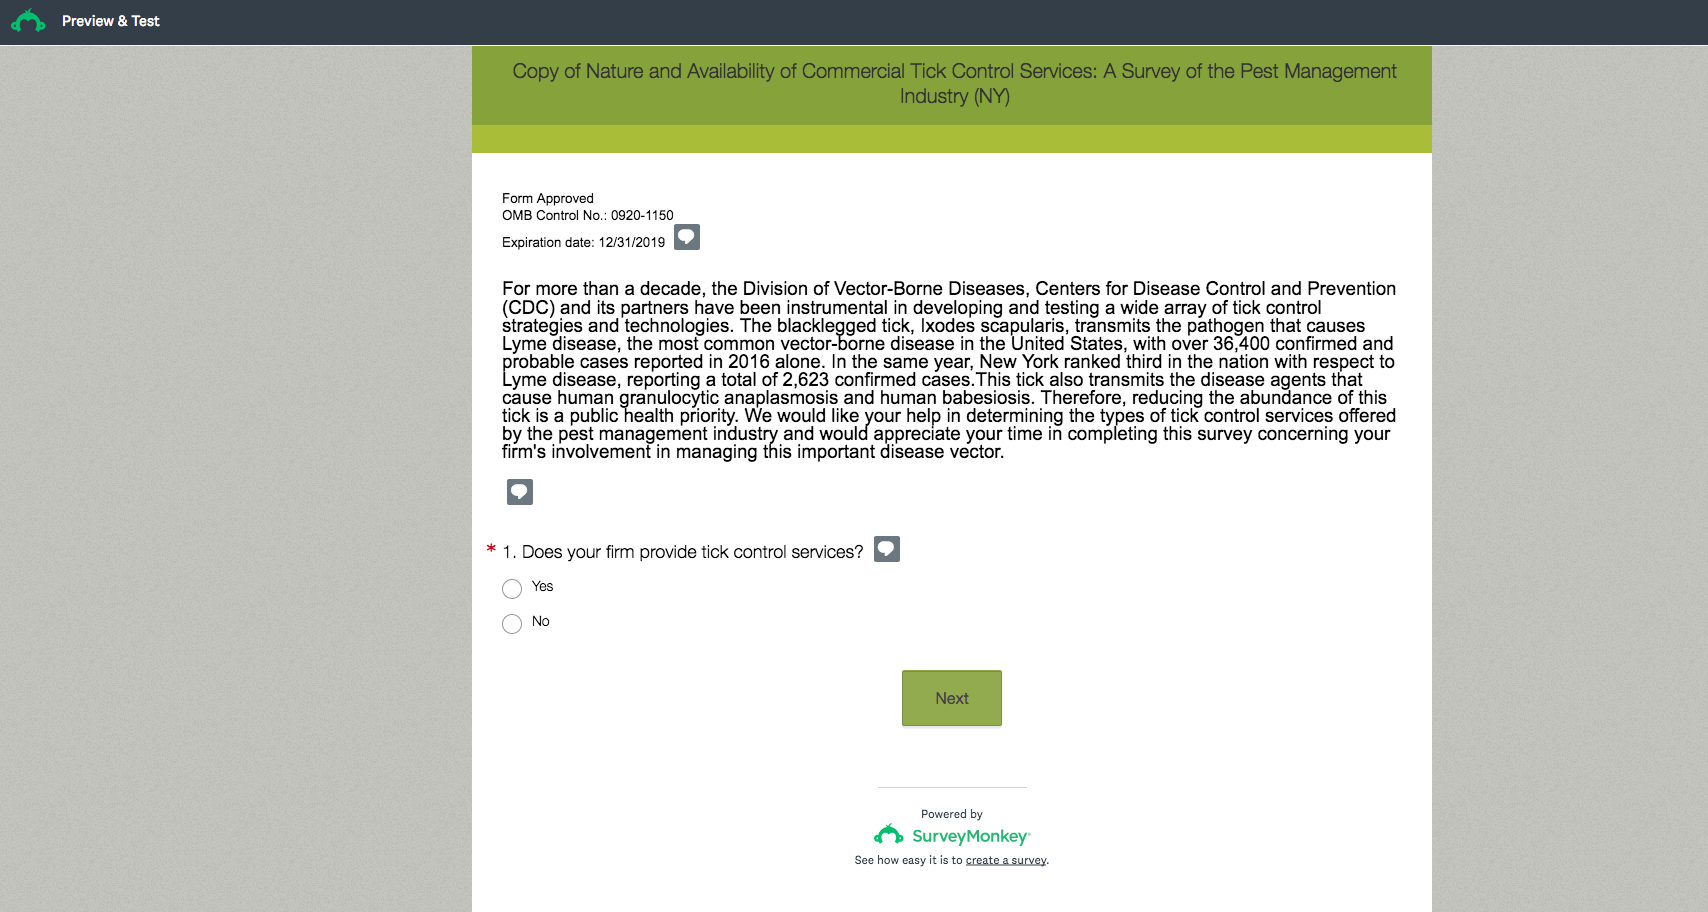 Preview & Test
Copy of Nature and Availability of Commercial Tick Control Services: A Survey of the Pest Management
Industry (NY)
Form Approved
OMB Control No.: 0920-1150
Expiration date: 12/31/2019
For more than a decade, the Division of Vector-Borne Diseases, Centers for Disease Control and Prevention
(CDC) and its partners have been instrumental in developing and testing a wide array of tick control
strategies and technologies. The blacklegged tick, Ixodes scapularis, transmits the pathogen that causes
Lyme disease, the most common vector-borne disease in the United States, with over 36,400 confirmed and
probable cases reported in 2016 alone. In the same year, New York ranked third in the nation with respect to
Lyme disease, reporting a total of 2,623 confirmed cases.This tick also transmits the disease agents that
cause human granulocytic anaplasmosis and human babesiosis. Therefore, reducing the abundance of this
tick is a public health priority. We would like your help in determining the types of tick control services offered
by the pest management industry and would appreciate your time in completing this survey concerning your
firm's involvement in managing this important disease vector.
* 1. Does your firm provide tick control services?
Yes
No
Next
Powered by
SurveyMonkey
See how easy it is to create a survey.